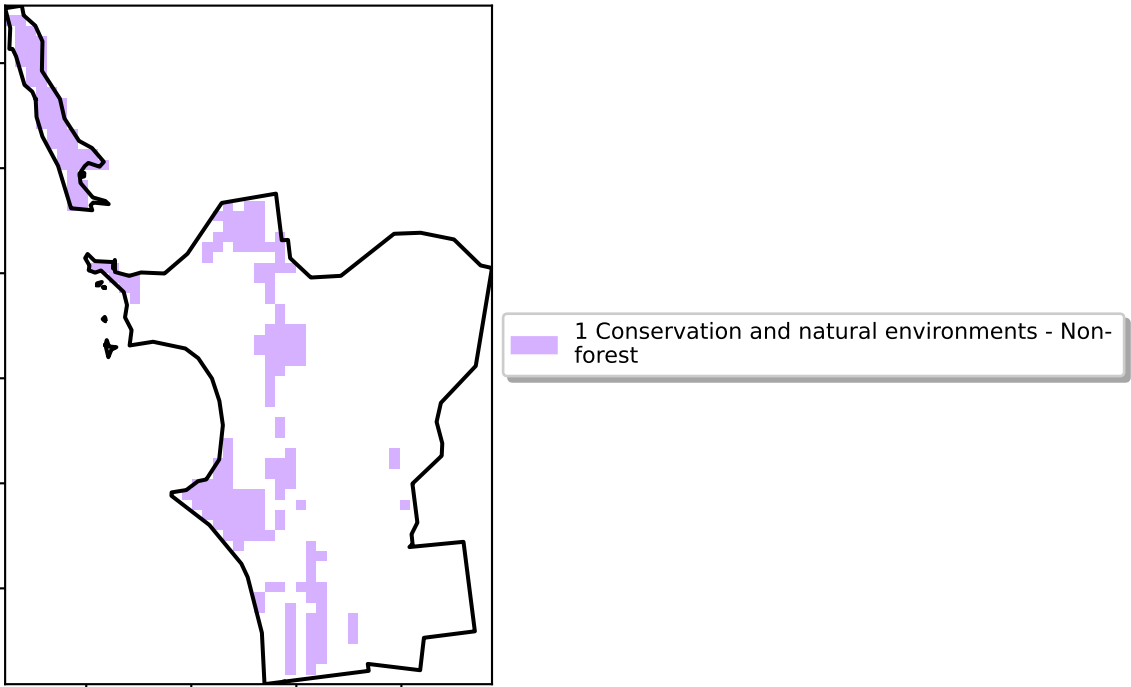 1 Conservation and natural environments - Non-
forest